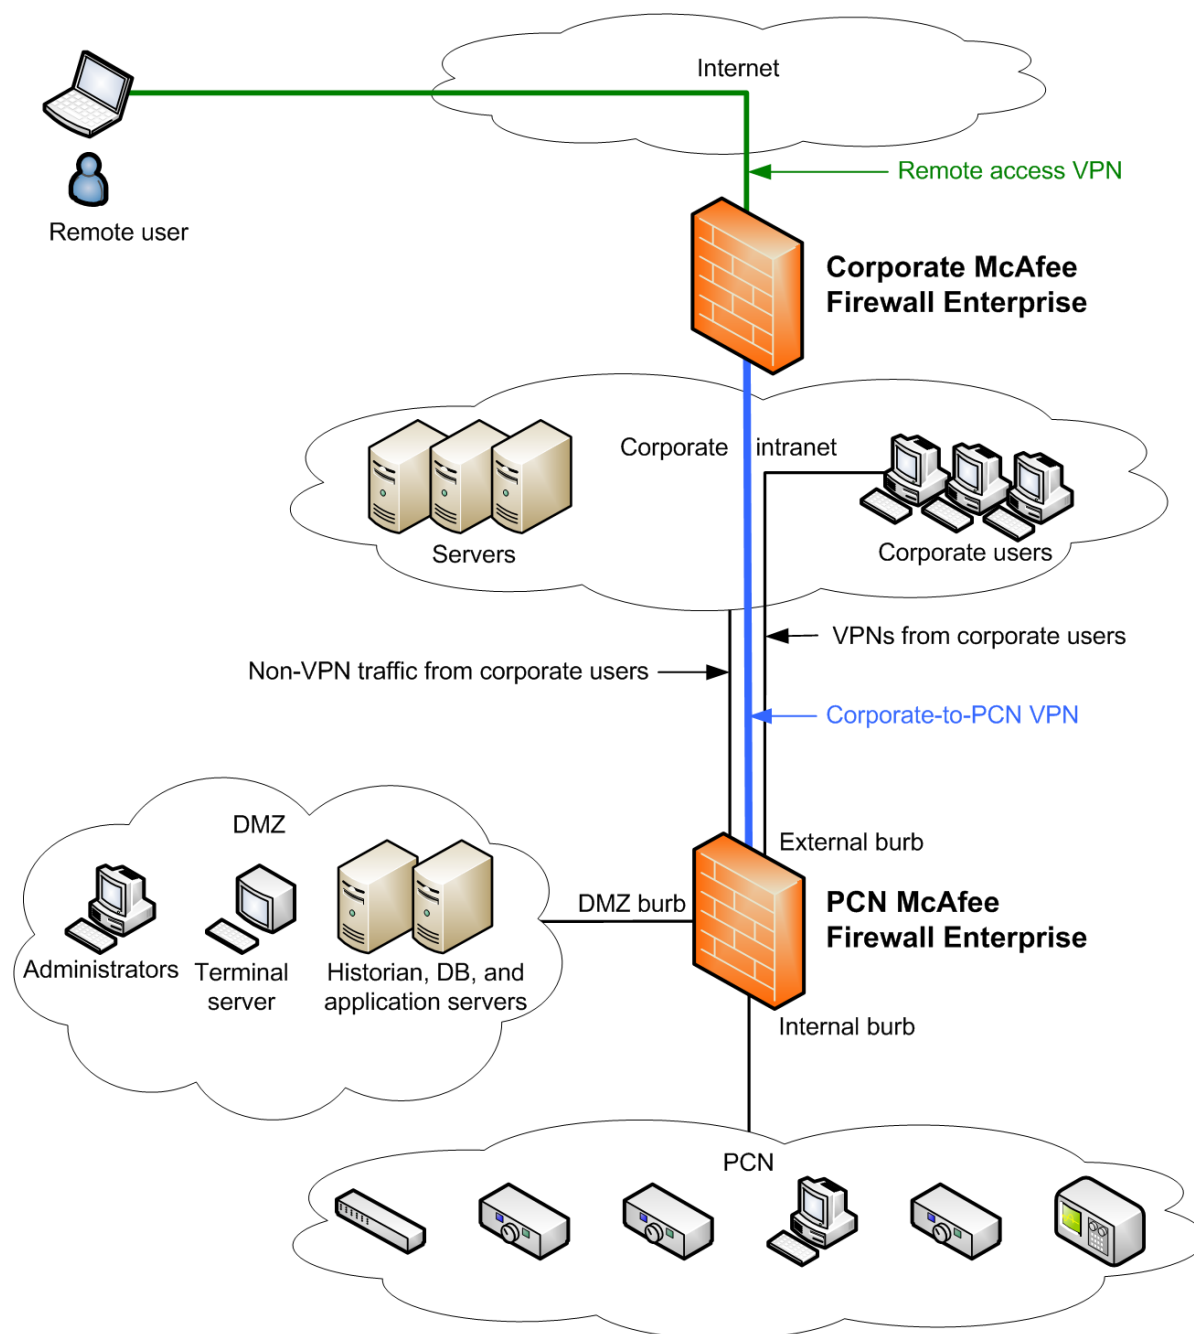 Internet
Remote access VPN
Remote user
Corporate McAfee
Firewall Enterprise
Corporate intranet
Servers
Corporate users
VPNs from corporate users
Non-VPN traffic from corporate users
Corporate-to-PCN VPN
DMZ
External burb
DMZ burb
PCN McAfee
Firewall Enterprise
Administrators
Terminal
server
Historian, DB, and
application servers
Internal burb
PCN